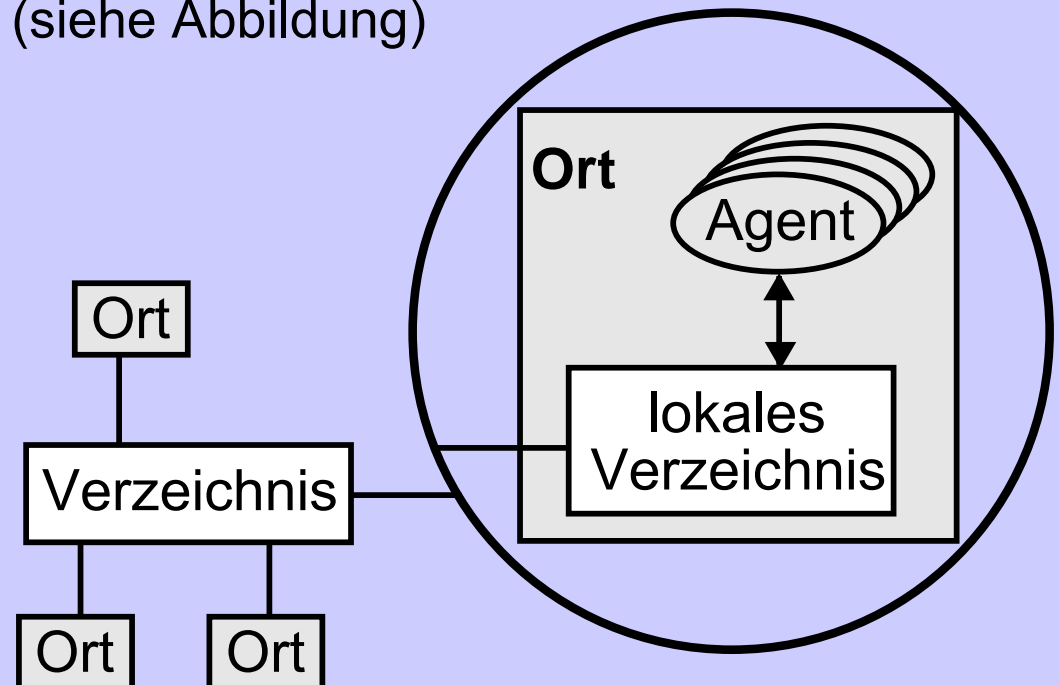 (siehe Abbildung)
Ort
Agent
Ort
lokales
Verzeichnis
Verzeichnis
Ort
Ort